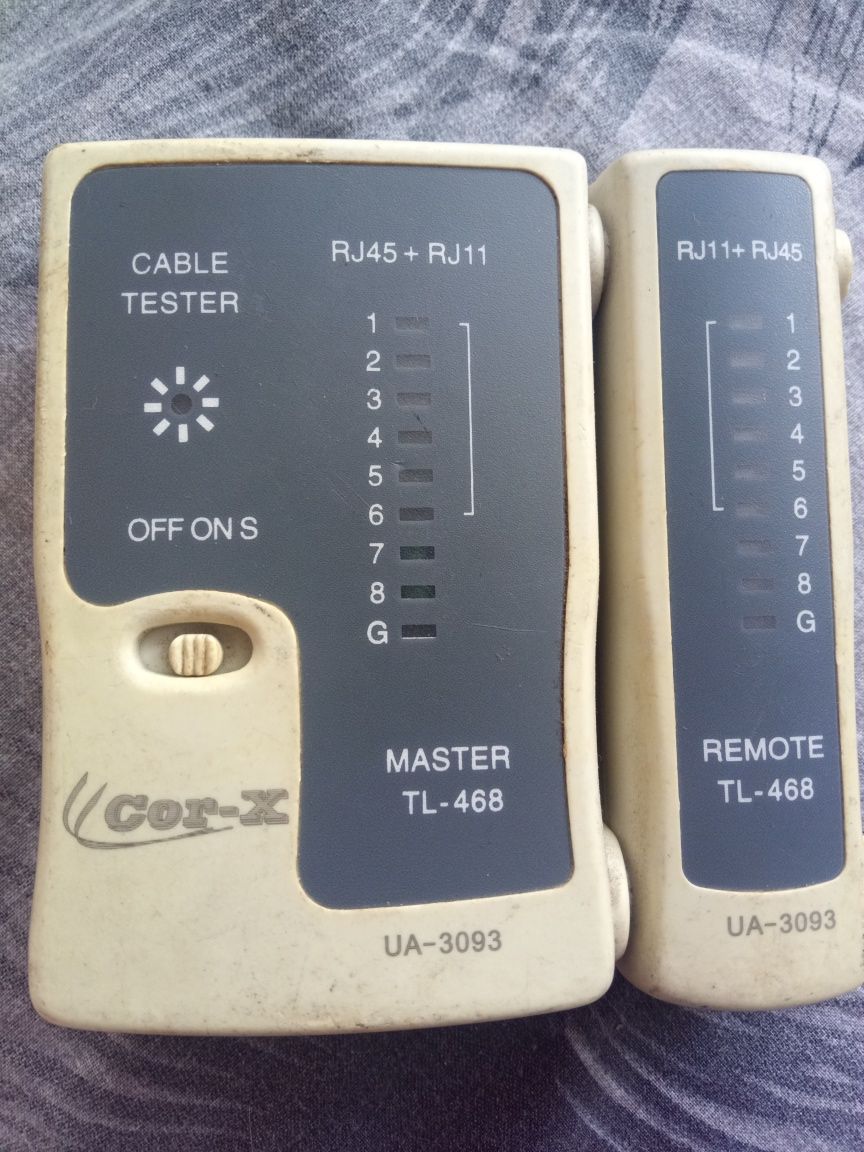 CABLE
TESTER
OFF ON S
RJ45 + RJ11
1
2
3
4
5
6
7
8
G
MASTER
TL-468
Cor-X
UA-3093
RJ11+ RJ45
1
2
3
4
5
6
7
8
G
REMOTE
TL-468
UA-3093